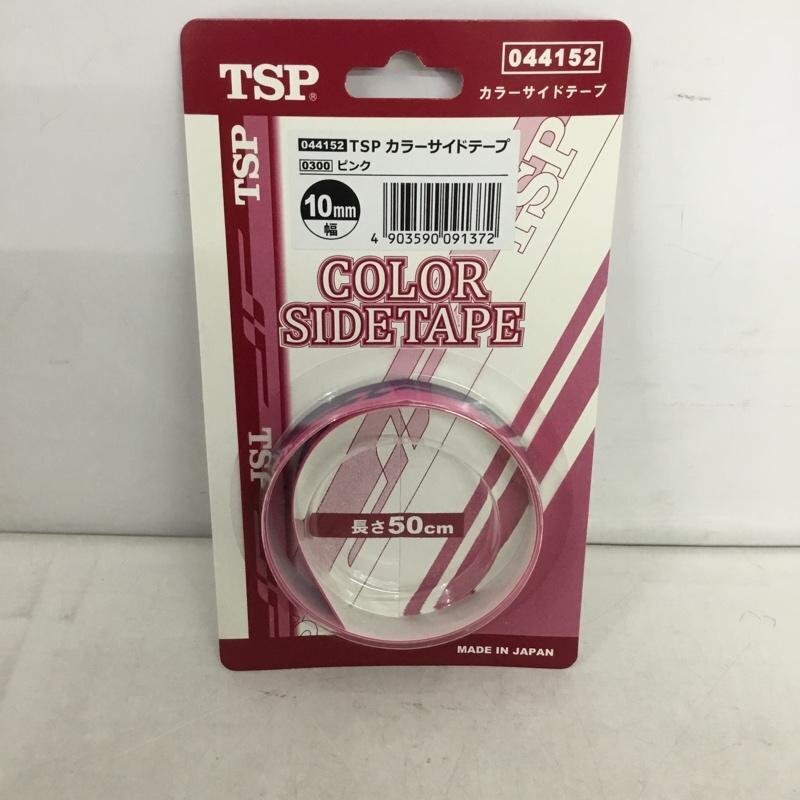 TSP®
044152
カラーサイドテープ
TSP
044152 TSP カラーサイドテープ
0300 ピンク
10mm
幅
4 903590 091372
TSP
COLOR
SIDETAPE
TSP
長さ50cm
MADE IN JAPAN